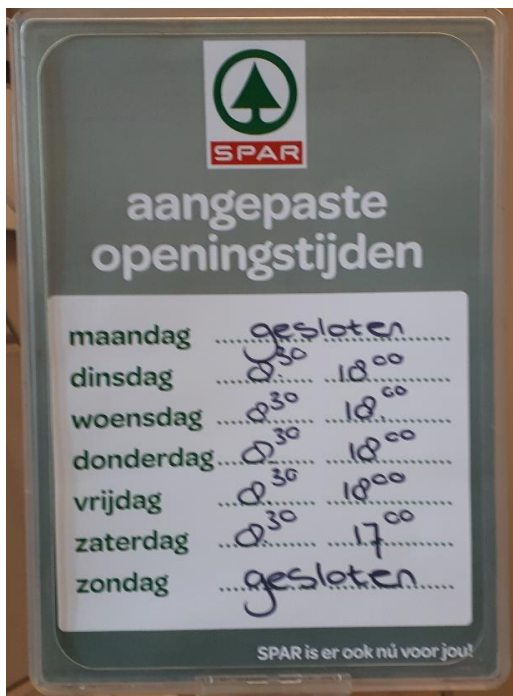 SPAR
aangepaste
openingstijden
maandag gesloten
dinsdag 8³⁰ 18⁰⁰
woensdag 8³⁰ 18⁰⁰
donderdag 8³⁰ 18⁰⁰
vrijdag 8³⁰ 18⁰⁰
zaterdag 8³⁰ 17⁰⁰
zondag gesloten
SPAR is er ook nú voor jou!